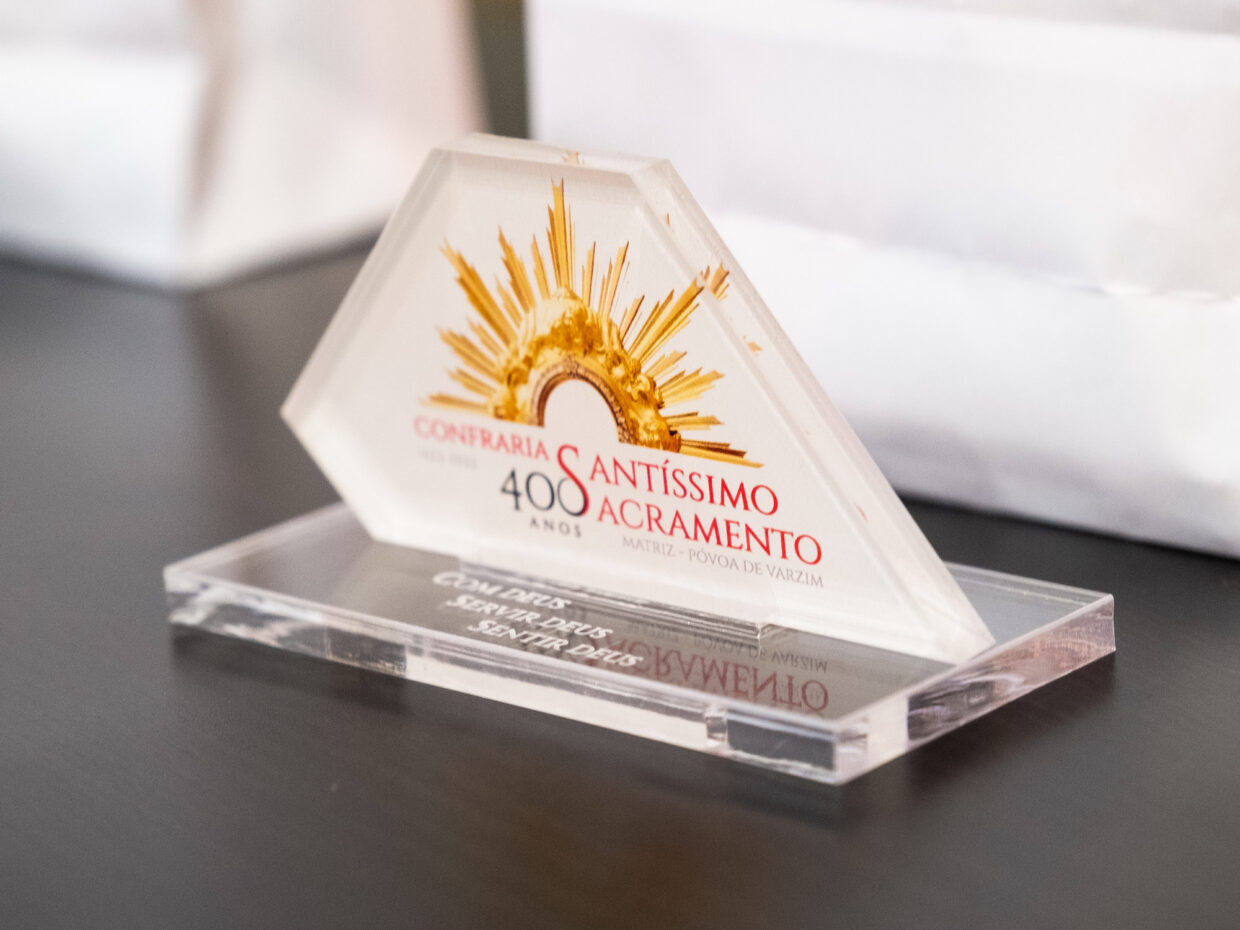 CONFRARIA
SANTÍSSIMO
SACRAMENTO
400
ANOS
MATRIZ - PÓVOA DE VARZIM
COM DEUS
SERVIR DEUS
SENTIR DEUS